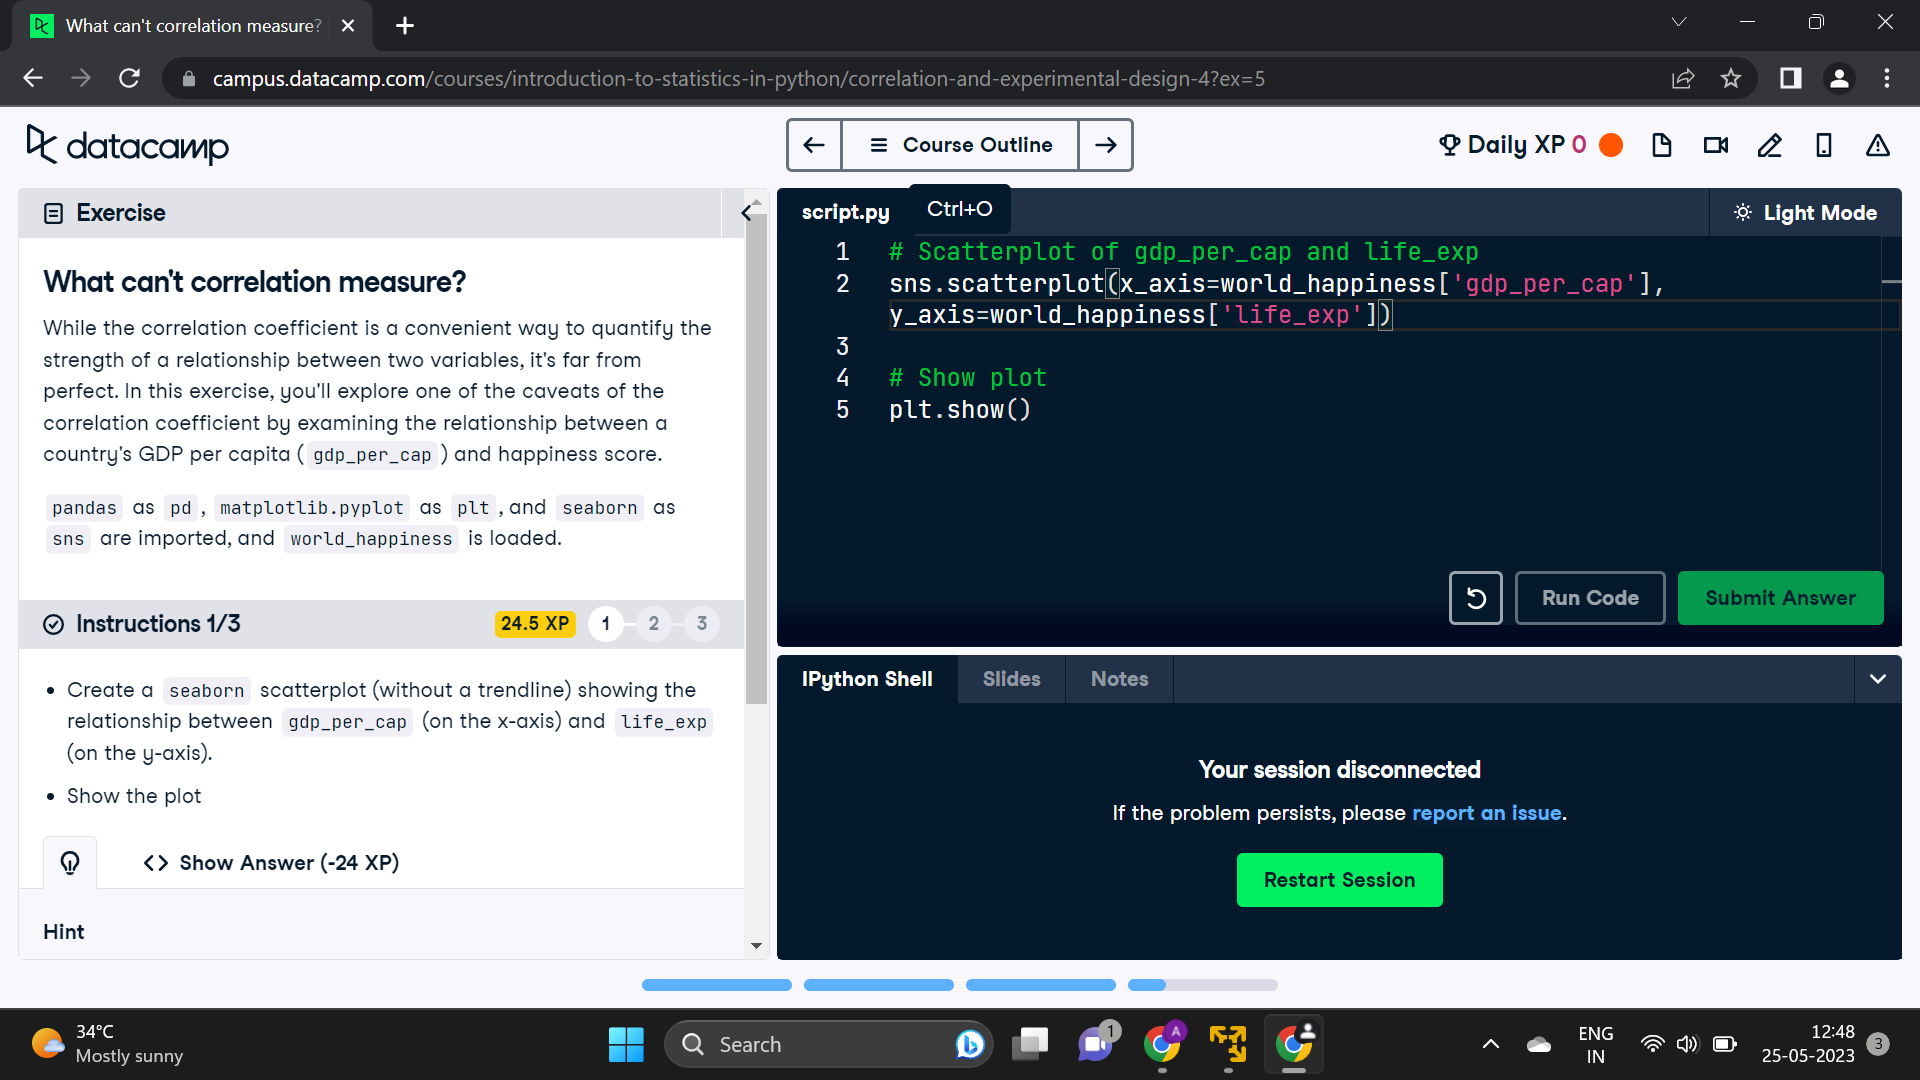 What can't correlation measure?
campus.datacamp.com/courses/introduction-to-statistics-in-python/correlation-and-experimental-design-4?ex=5
datacamp
Course Outline
Daily XP 0
Exercise
What can't correlation measure?
While the correlation coefficient is a convenient way to quantify the
strength of a relationship between two variables, it's far from
perfect. In this exercise, you'll explore one of the caveats of the
correlation coefficient by examining the relationship between a
country's GDP per capita ( gdp_per_cap ) and happiness score.
pandas as pd , matplotlib.pyplot as plt , and seaborn as
sns are imported, and world_happiness is loaded.
Instructions 1/3
24.5 XP
1
2
3
• Create a seaborn scatterplot (without a trendline) showing the
relationship between gdp_per_cap (on the x-axis) and life_exp
(on the y-axis).
• Show the plot
Show Answer (-24 XP)
Hint
script.py
Ctrl+O
Light Mode
1 # Scatterplot of gdp_per_cap and life_exp
2 sns.scatterplot(x_axis=world_happiness['gdp_per_cap'],
y_axis=world_happiness['life_exp'])
3
4 # Show plot
5 plt.show()
Run Code
Submit Answer
IPython Shell
Slides
Notes
Your session disconnected
If the problem persists, please report an issue.
Restart Session
34°C
Mostly sunny
Search
1
A
ENG
IN
12:48
25-05-2023
3